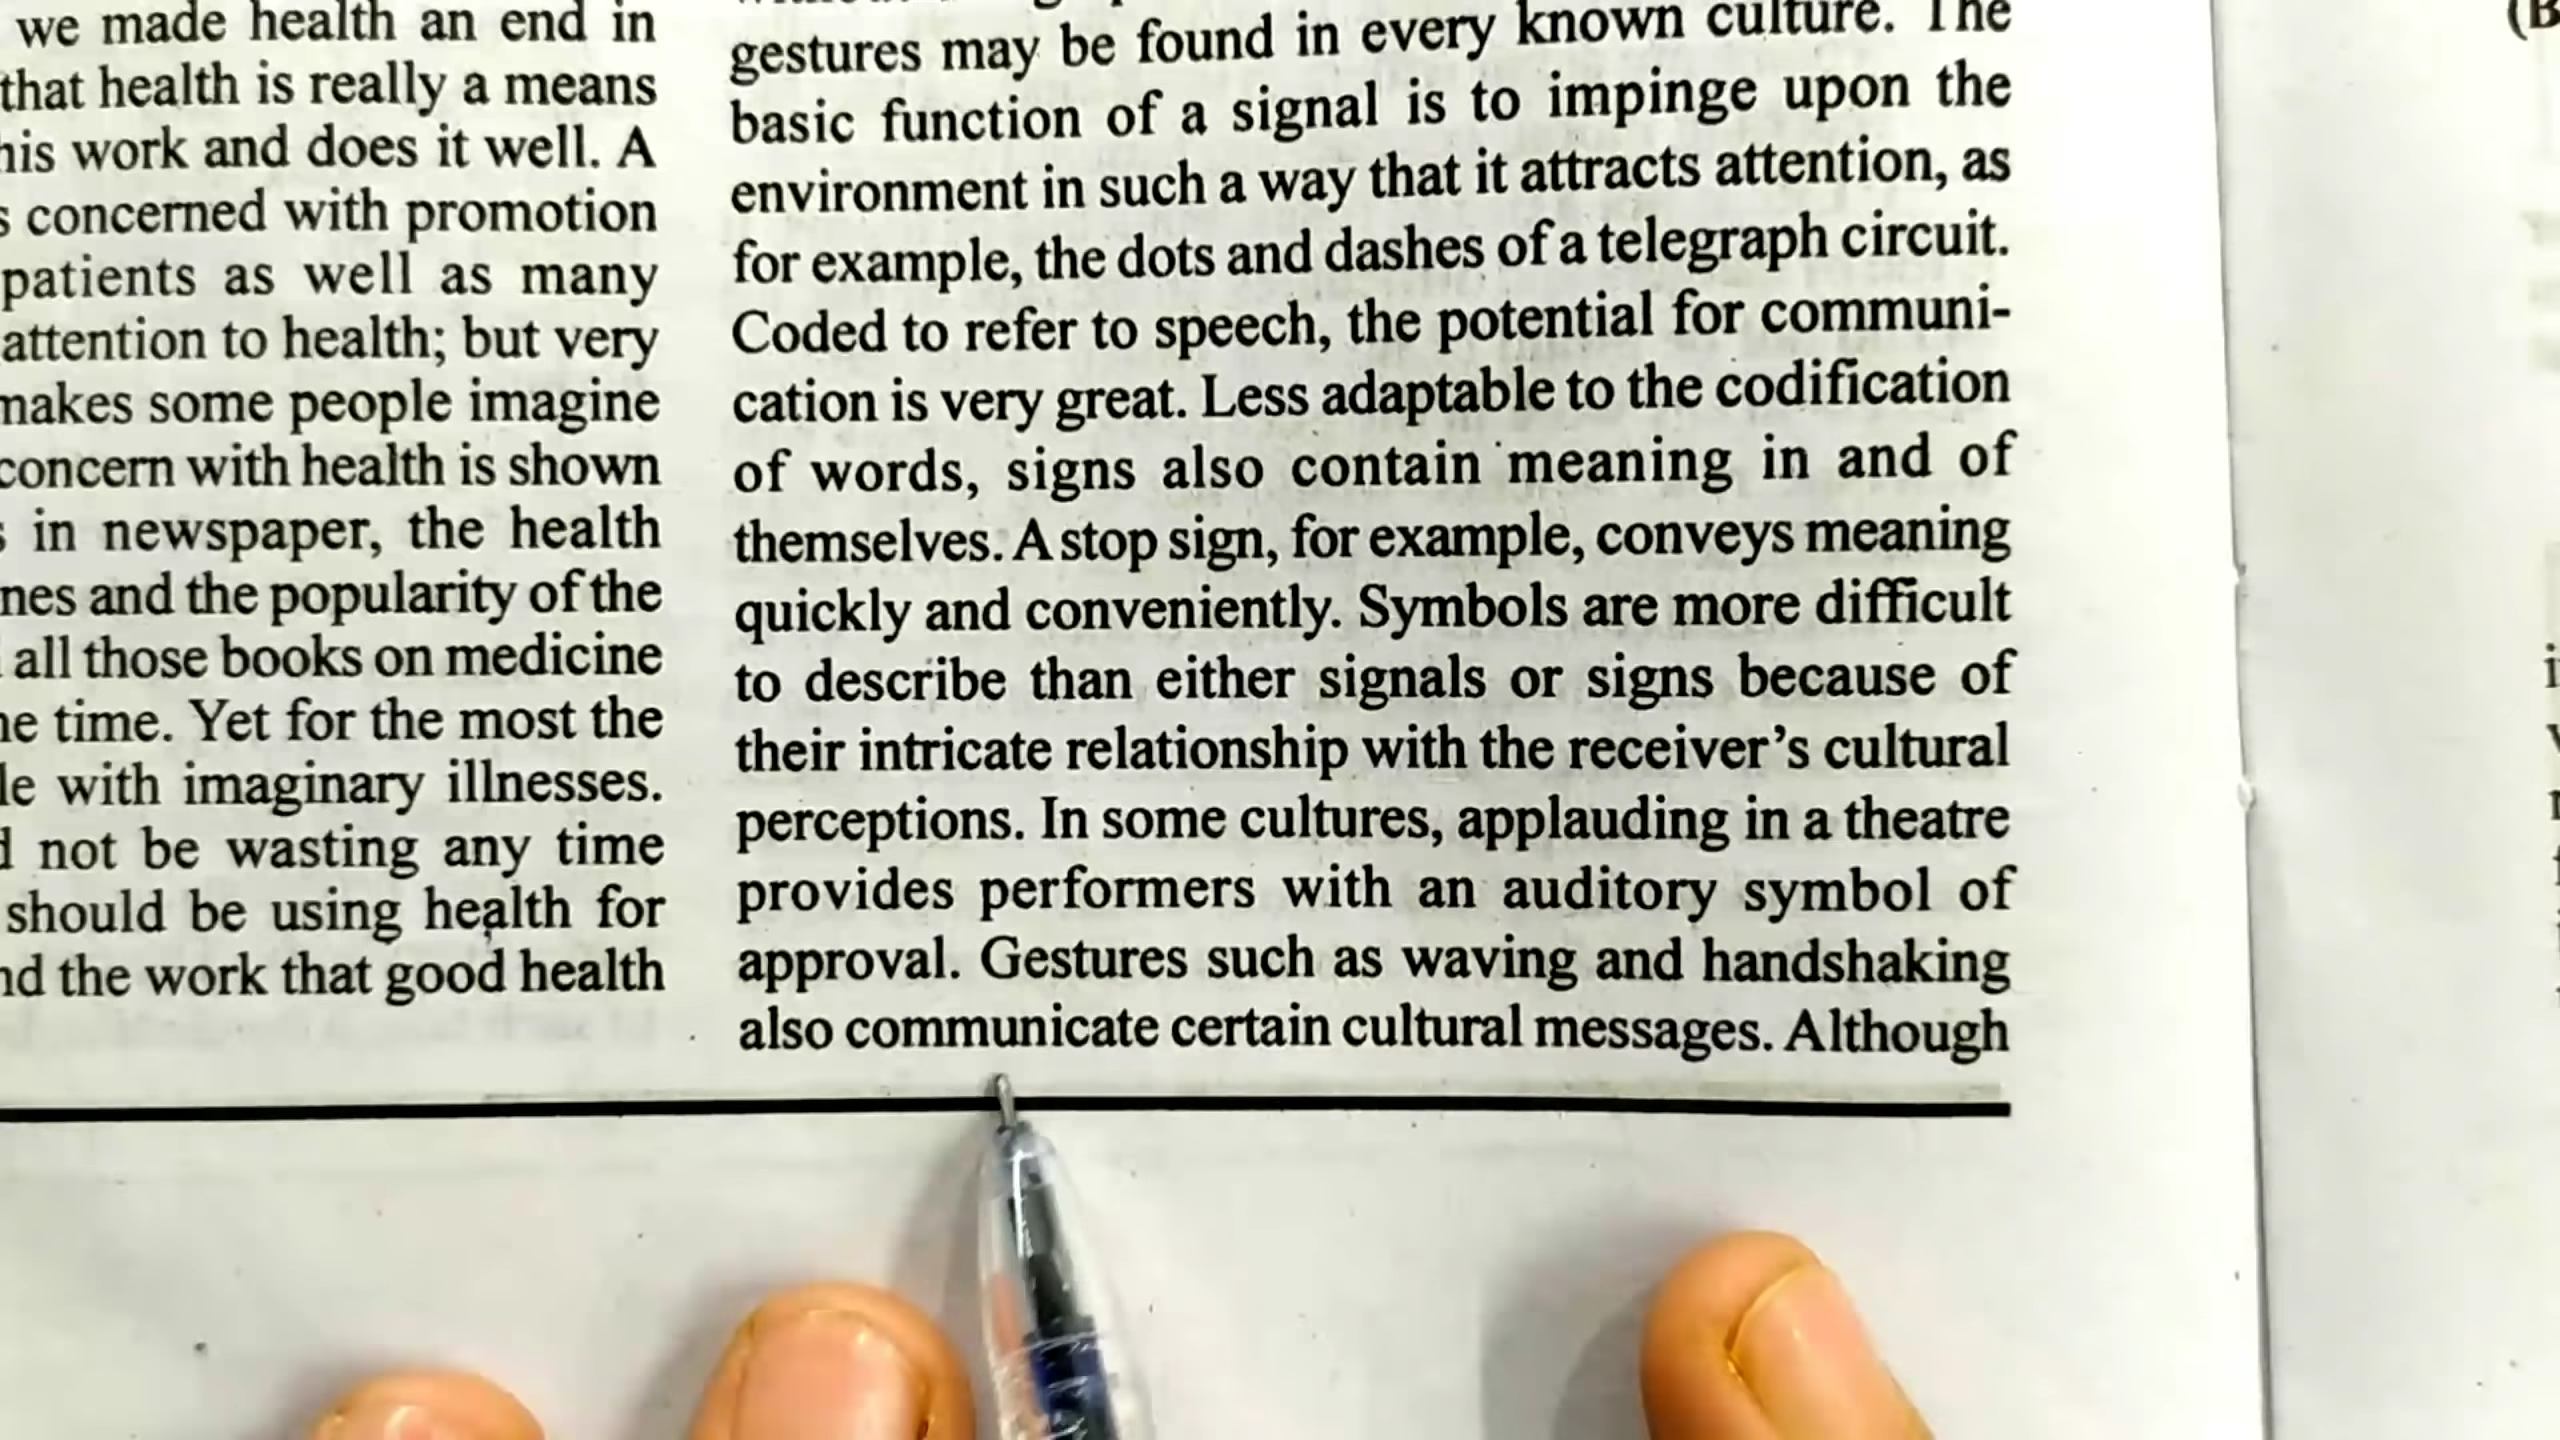 we made health an end in
that health is really a means
his work and does it well. A
concerned with promotion
patients as well as many
attention to health; but very
makes some people imagine
concern with health is shown
in newspaper, the health
and the popularity of the
all those books on medicine
time. Yet for the most the
with imaginary illnesses.
not be wasting any time
should be using health for
the work that good health
gestures may be found in every known culture. The
basic function of a signal is to impinge upon the
environment in such a way that it attracts attention, as
for example, the dots and dashes of a telegraph circuit.
Coded to refer to speech, the potential for communi-
cation is very great. Less adaptable to the codification
of words, signs also contain meaning in and of
themselves. A stop sign, for example, conveys meaning
quickly and conveniently. Symbols are more difficult
to describe than either signals or signs because of
their intricate relationship with the receiver's cultural
perceptions. In some cultures, applauding in a theatre
provides performers with an auditory symbol of
approval. Gestures such as waving and handshaking
also communicate certain cultural messages. Although